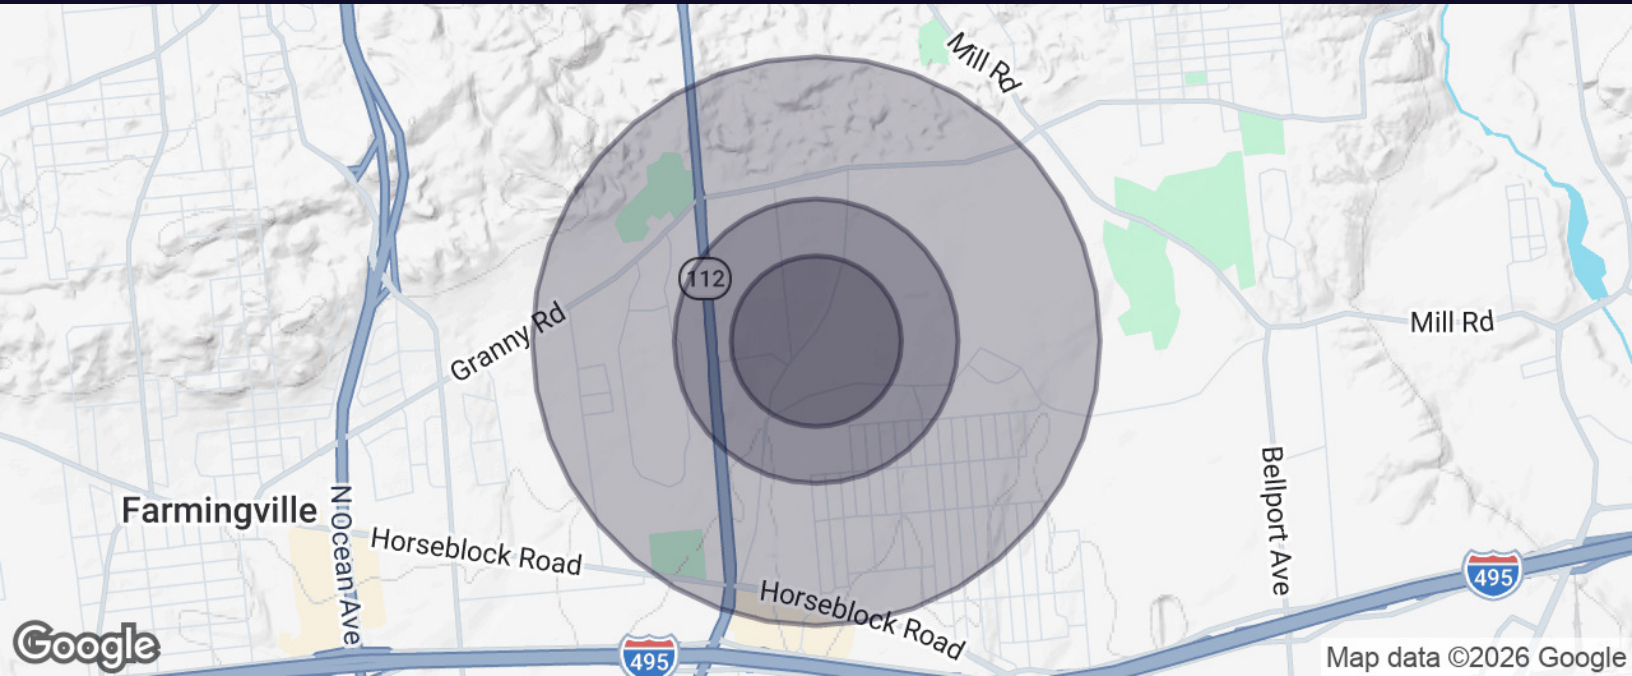 Mill Rd
112
Granny Rd
Mill Rd
Farmingville
N Ocean Ave
Horseblock Road
Bellport Ave
Horseblock Road
495
495
Google
Map data ©2026 Google